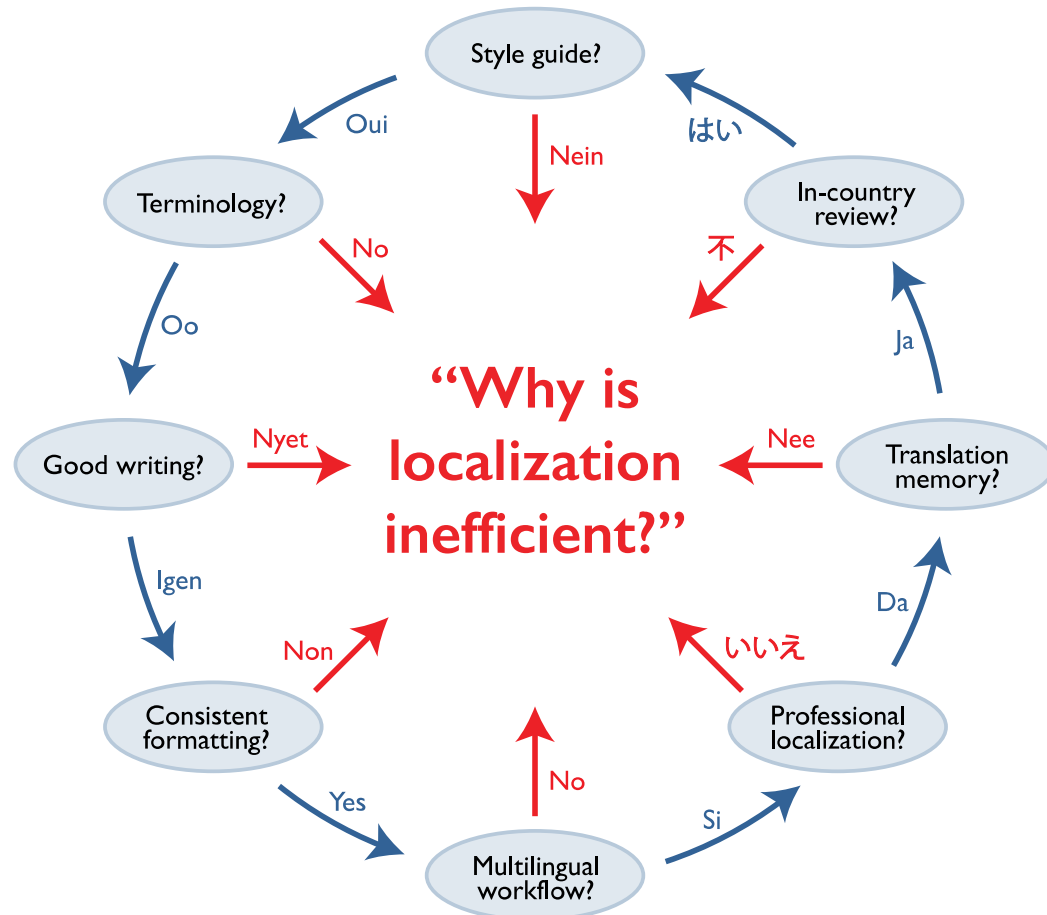 Style guide?
Oui
はい
Nein
Terminology?
In-country
review?
No
不
Oo
Ja
“Why is
localization
inefficient?”
Good writing?
Nyet
Nee
Translation
memory?
Igen
Da
Non
いいえ
Consistent
formatting?
Professional
localization?
Yes
No
Si
Multilingual
workflow?